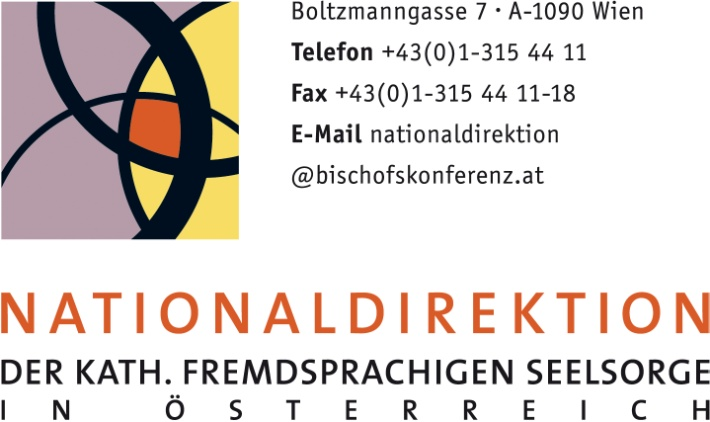 Boltzmanngasse 7 · A-1090 Wien
Telefon +43(0)1-315 44 11
Fax +43(0)1-315 44 11-18
E-Mail nationaldirektion
@bischofskonferenz.at
NATIONALDIREKTION
DER KATH. FREMDSPRACHIGEN SEELSORGE
IN ÖSTERREICH